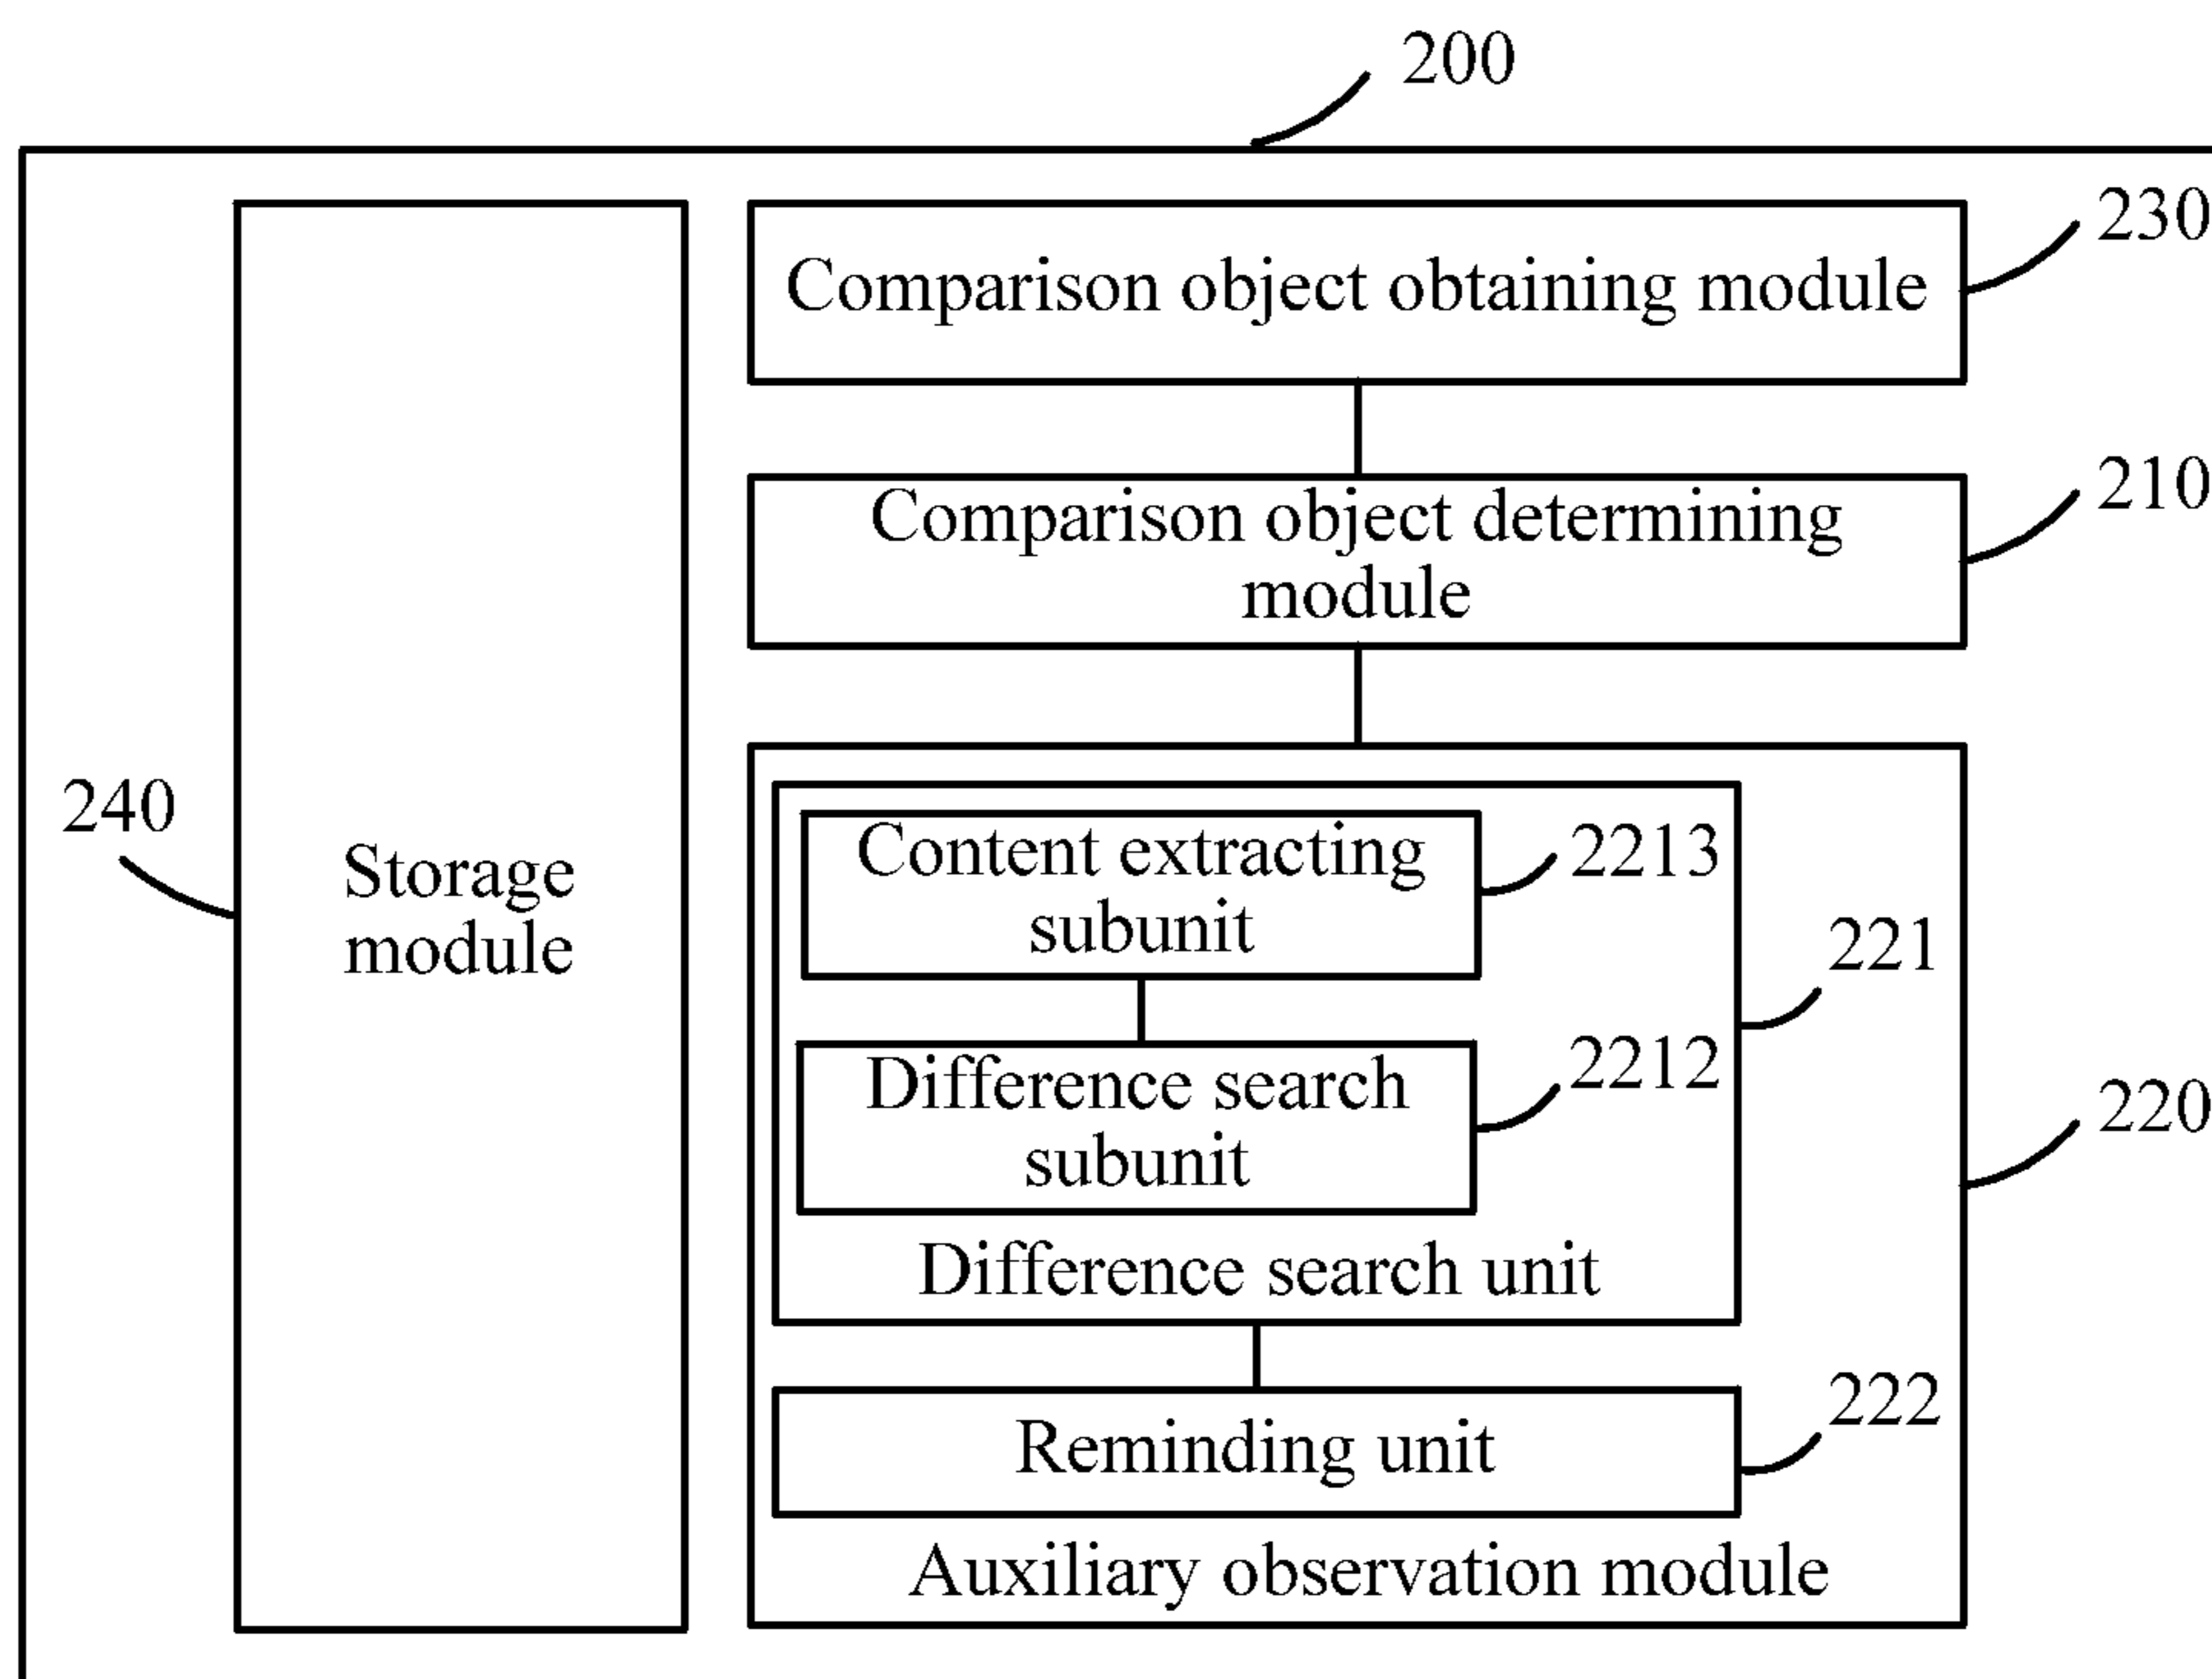 200
230
Comparison object obtaining module
210
Comparison object determining
module
240
Storage
module
Content extracting
subunit
2213
221
Difference search
subunit
2212
220
Difference search unit
222
Reminding unit
Auxiliary observation module